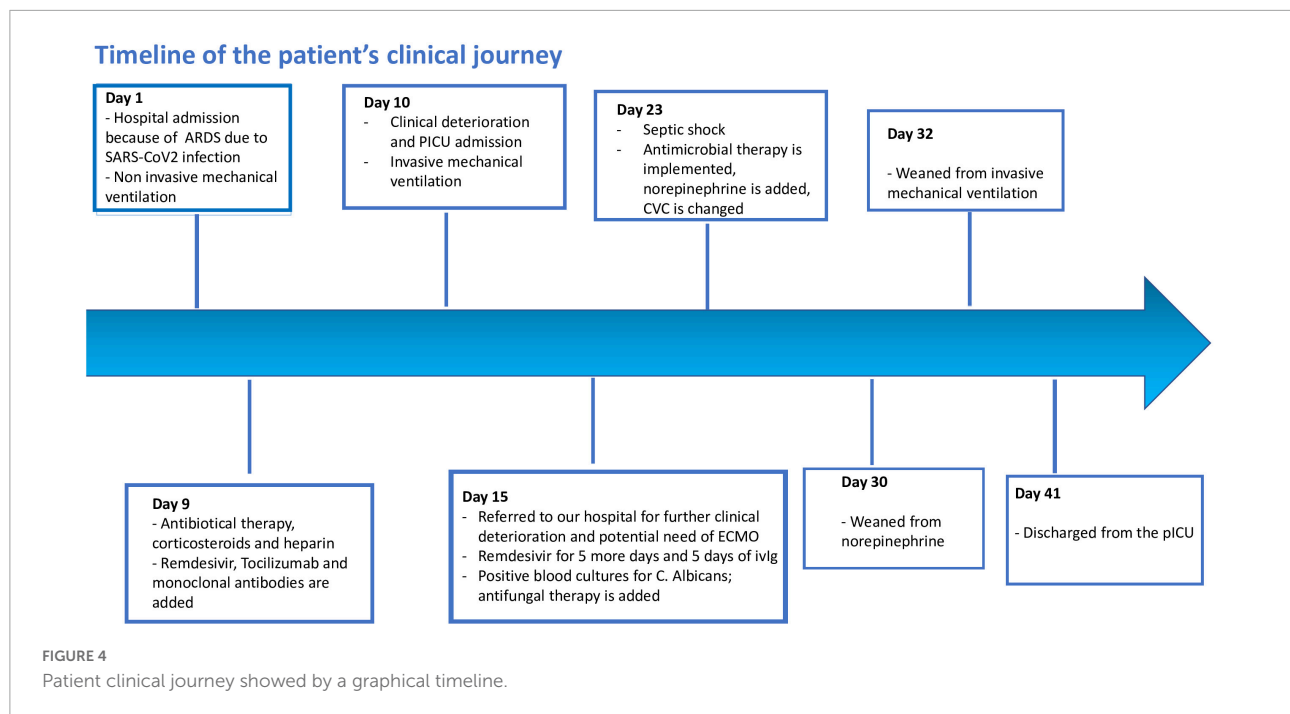 Timeline of the patient's clinical journey
Day 1
- Hospital admission
because of ARDS due to
SARS-CoV2 infection
- Non invasive mechanical
ventilation
Day 10
- Clinical deterioration
and PICU admission
- Invasive mechanical
ventilation
Day 23
- Septic shock
- Antimicrobial therapy is
implemented,
norepinephrine is added,
CVC is changed
Day 32
- Weaned from invasive
mechanical ventilation
Day 9
- Antibiotical therapy,
corticosteroids and heparin
- Remdesivir, Tocilizumab and
monoclonal antibodies are
added
Day 15
- Referred to our hospital for further clinical
deterioration and potential need of ECMO
- Remdesivir for 5 more days and 5 days of ivIg
- Positive blood cultures for C. Albicans;
antifungal therapy is added
Day 30
- Weaned from
norepinephrine
Day 41
- Discharged from the pICU
FIGURE 4
Patient clinical journey showed by a graphical timeline.